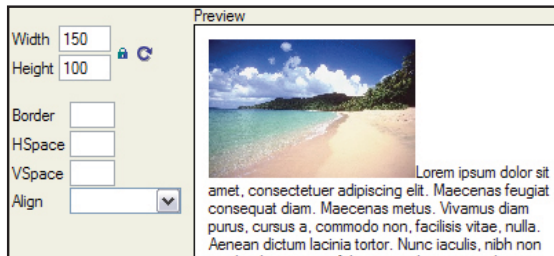 Preview
Width 150
Height 100
Border
HSpace
VSpace
Align
Lorem ipsum dolor sit
amet, consectetuer adipiscing elit. Maecenas feugiat
consequat diam. Maecenas metus. Vivamus diam
purus, cursus a, commodo non, facilisis vitae, nulla.
Aenean dictum lacinia tortor. Nunc iaculis, nibh non